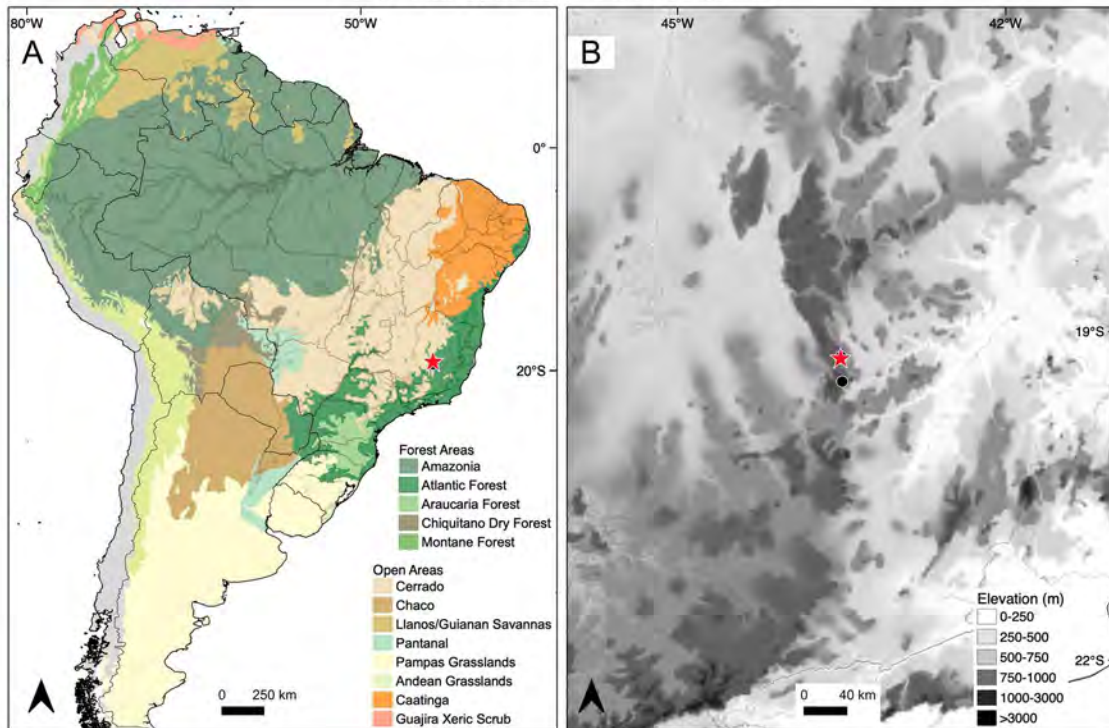 80°W
50°W
A
0°
20°S
Forest Areas
Amazonia
Atlantic Forest
Araucaria Forest
Chiquitano Dry Forest
Montane Forest
Open Areas
Cerrado
Chaco
Llanos/Guianan Savannas
Pantanal
Pampas Grasslands
Andean Grasslands
Caatinga
Guajira Xeric Scrub
0 250 km
45°W
42°W
B
19°S
22°S
Elevation (m)
0-250
250-500
500-750
750-1000
1000-3000
>3000
0 40 km